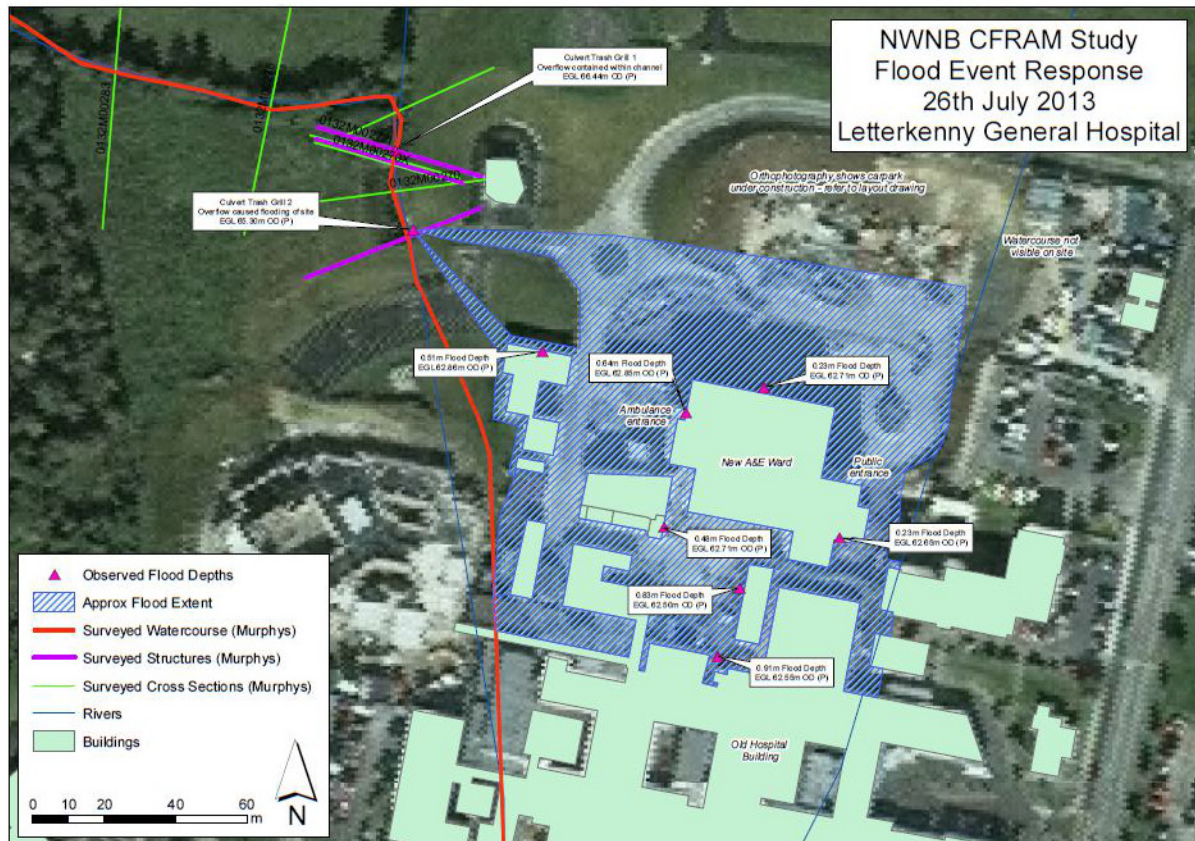 NWNB CFRAM Study
Flood Event Response
26th July 2013
Letterkenny General Hospital
Culvert Trash Grill 1
Overflow contained within channel
EGL 66.44m OD (P)
0132M00283
0132M00270
Culvert Trash Grill 2
Overflow caused flooding of site
EGL 65.30m OD (P)
Orthophotography shows carpark
under construction - refer to layout drawing
Watercourse not
visible on site
0.51m Flood Depth
EGL 62.86m OD (P)
0.64m Flood Depth
EGL 62.85m OD (P)
0.23m Flood Depth
EGL 62.71m OD (P)
Ambulance
entrance
New A&E Ward
Public
entrance
0.48m Flood Depth
EGL 62.71m OD (P)
0.23m Flood Depth
EGL 62.65m OD (P)
0.83m Flood Depth
EGL 62.50m OD (P)
0.91m Flood Depth
EGL 62.55m OD (P)
Old Hospital
Building
Observed Flood Depths
Approx Flood Extent
Surveyed Watercourse (Murphys)
Surveyed Structures (Murphys)
Surveyed Cross Sections (Murphys)
Rivers
Buildings
0 10 20 40 60
m
N